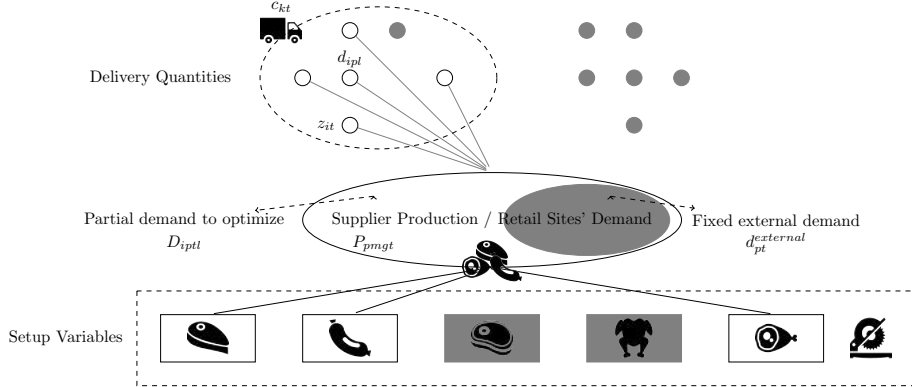 c_{kt}
d_{ipl}
Delivery Quantities
z_{it}
Partial demand to optimize
D_{iptl}
Supplier Production / Retail Sites' Demand
P_{pmgt}
Fixed external demand
d_{pt}^{external}
Setup Variables